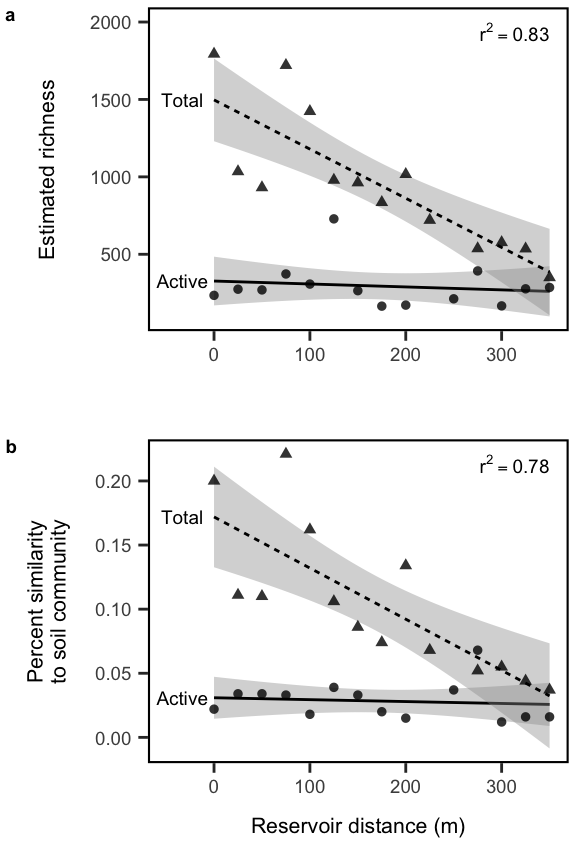 a
r² = 0.83
2000
1500
1000
500
Estimated richness
Total
Active
0 100 200 300
b
r² = 0.78
0.20
0.15
0.10
0.05
0.00
Percent similarity
to soil community
Total
Active
0 100 200 300
Reservoir distance (m)